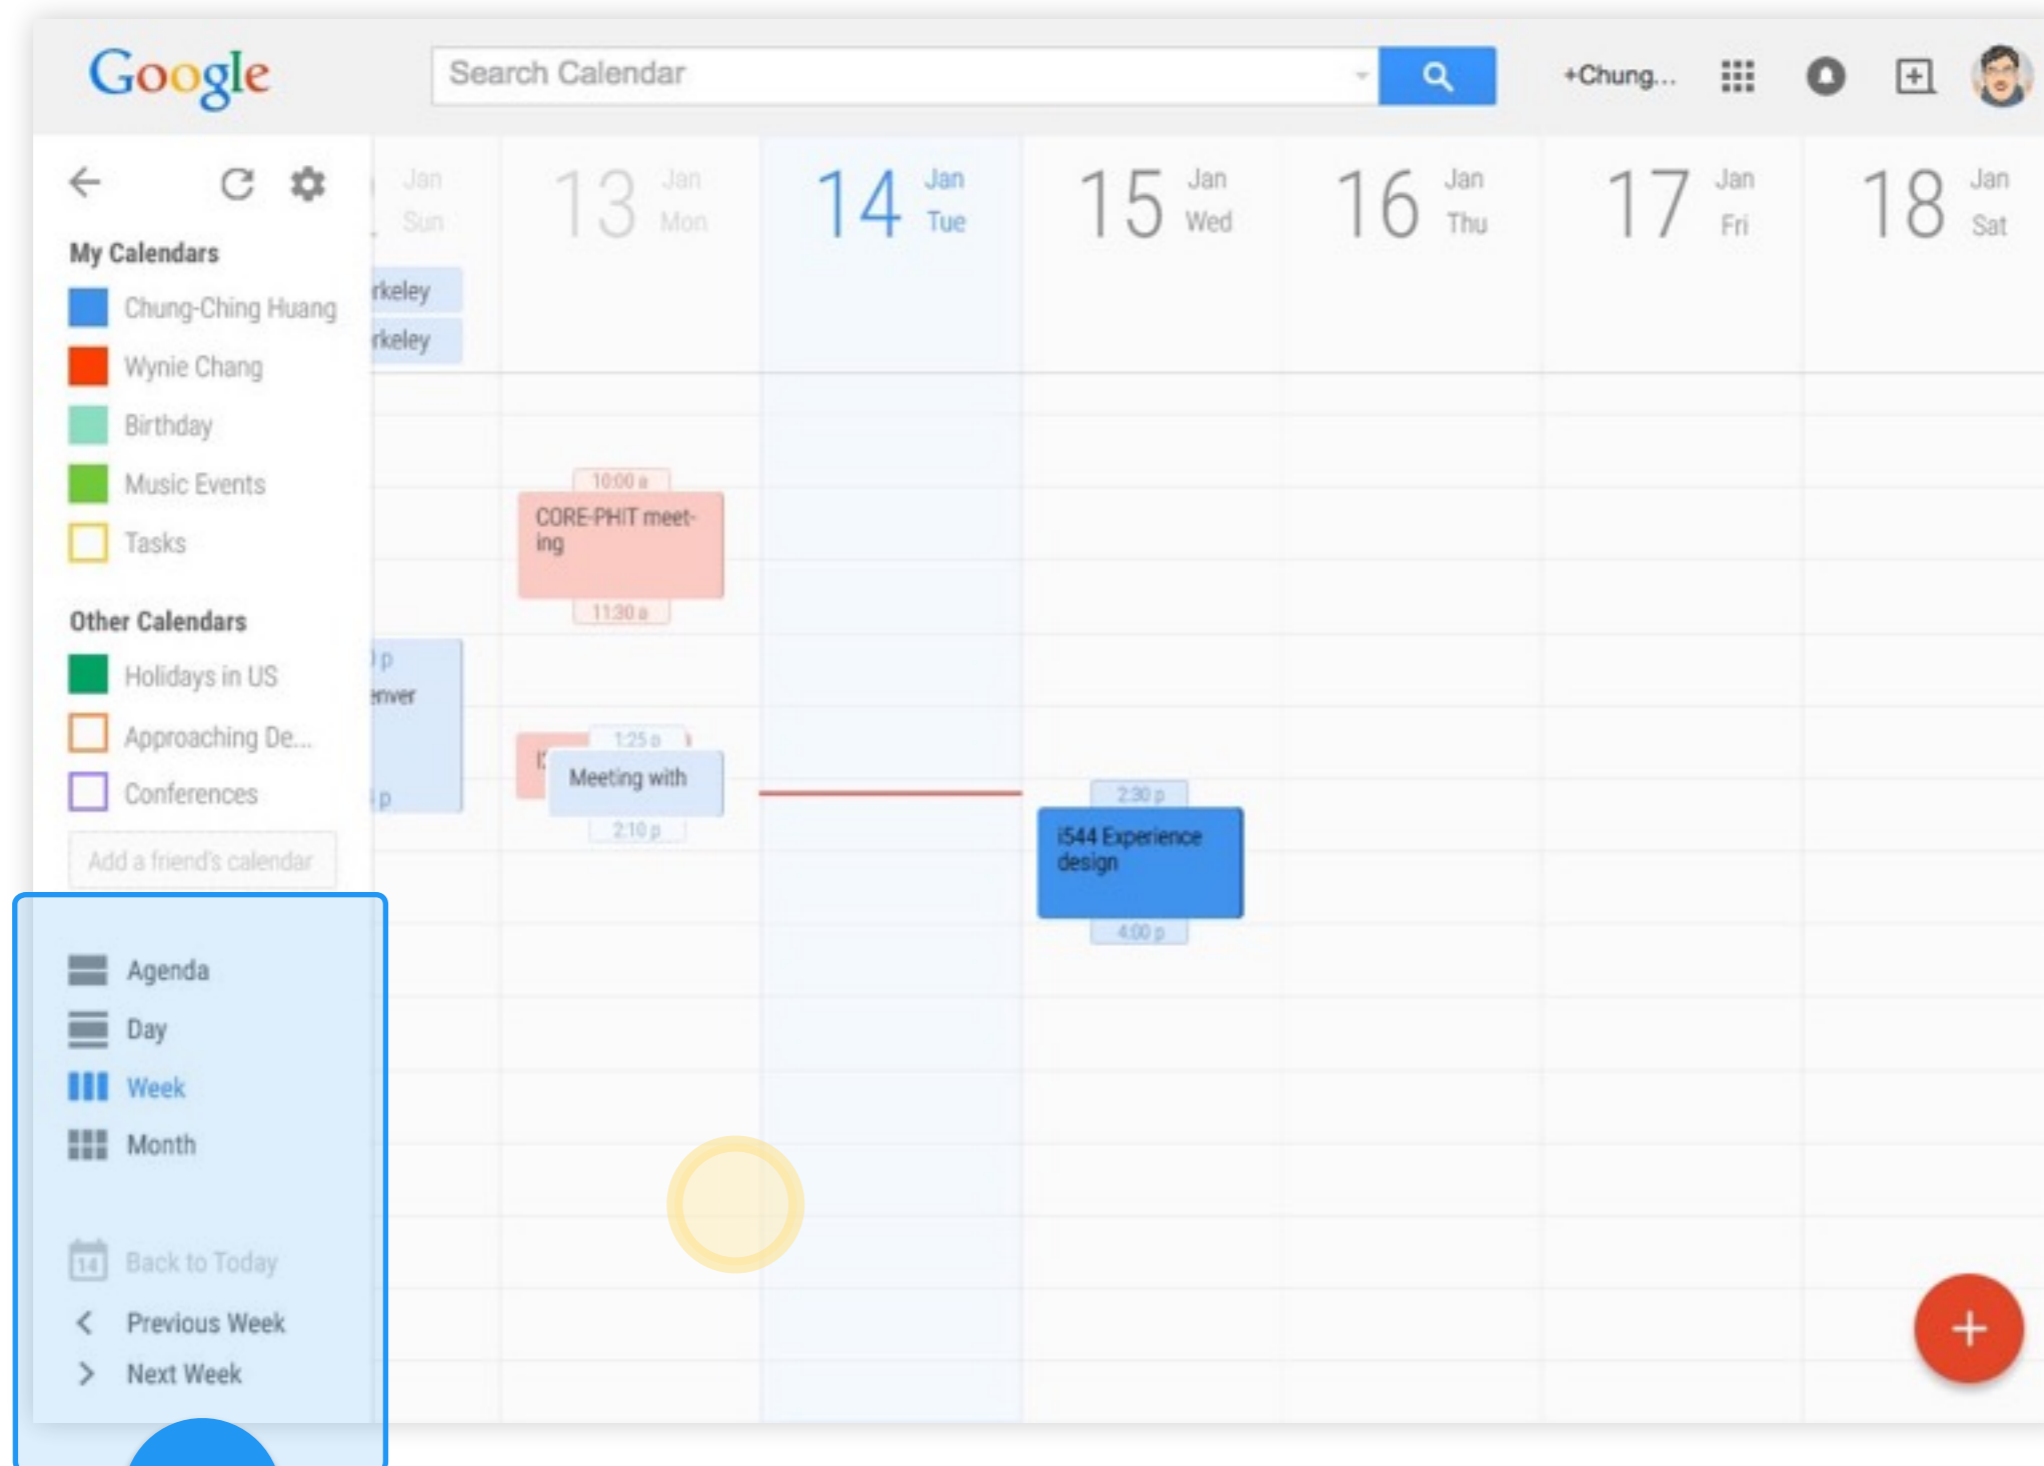 Google
Search Calendar
+Chung...
My Calendars
Chung-Ching Huang
Wynie Chang
Birthday
Music Events
Tasks
Other Calendars
Holidays in US
Approaching De...
Conferences
Add a friend's calendar
Agenda
Day
Week
Month
14
Back to Today
Previous Week
Next Week
Jan
Sun
13 Jan
Mon
14 Jan
Tue
15 Jan
Wed
16 Jan
Thu
17 Jan
Fri
18 Jan
Sat
rkeley
rkeley
p
enver
p
10:00 a
CORE-PHIT meet-
ing
11:30 a
1:25 a
Meeting with
2:10 p
2:30 p
i544 Experience
design
4:00 p